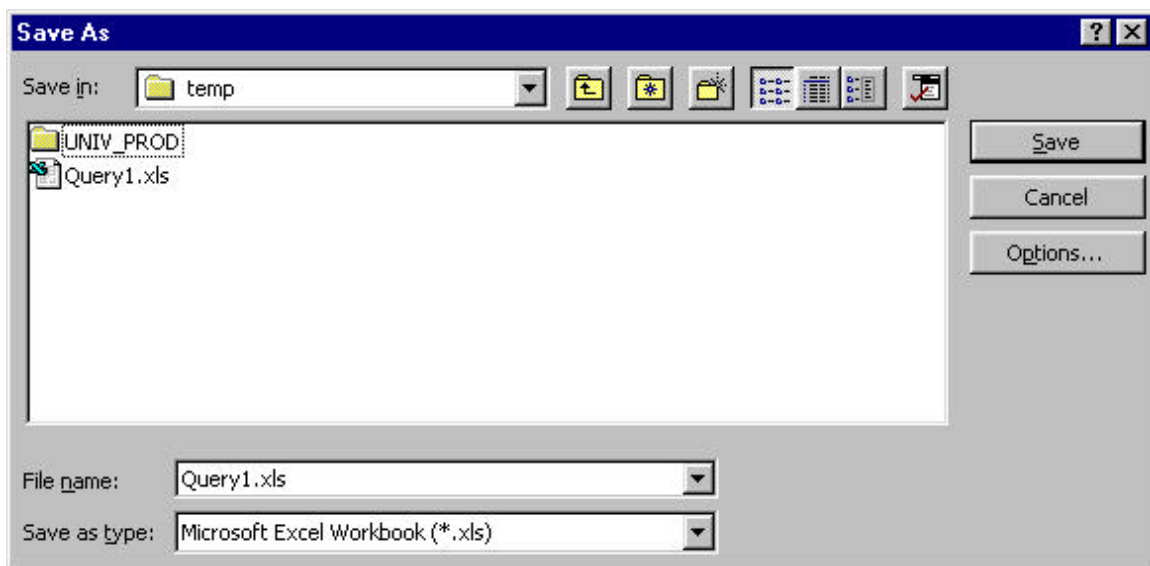 Save As
Save in: temp
UNIV_PROD
Query1.xls
Save
Cancel
Options...
File name: Query1.xls
Save as type: Microsoft Excel Workbook (*.xls)